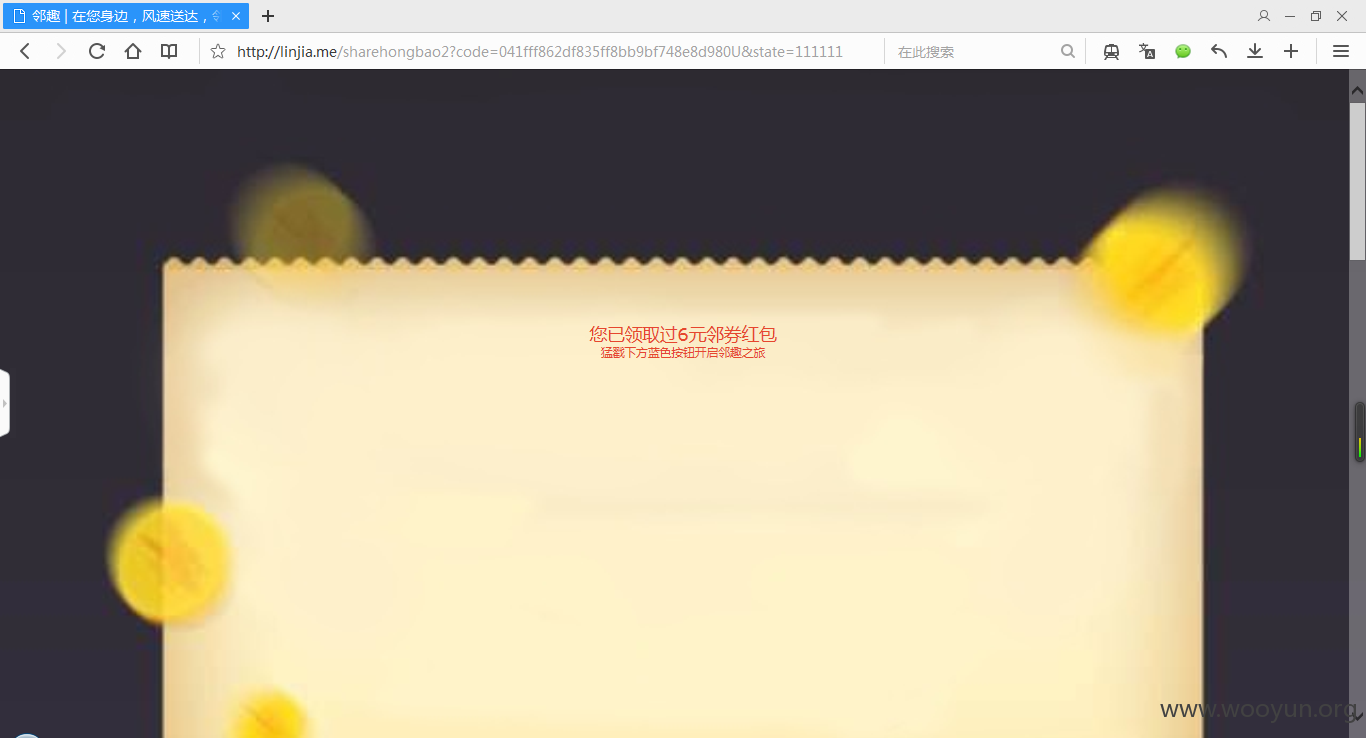 邻趣 | 在您身边，风速送达，
http://linjia.me/sharehongbao2?code=041fff862df835ff8bb9bf748e8d980U&state=111111
在此搜索
您已领取过6元邻券红包
猛戳下方蓝色按钮开启邻趣之旅
www.wooyun.org